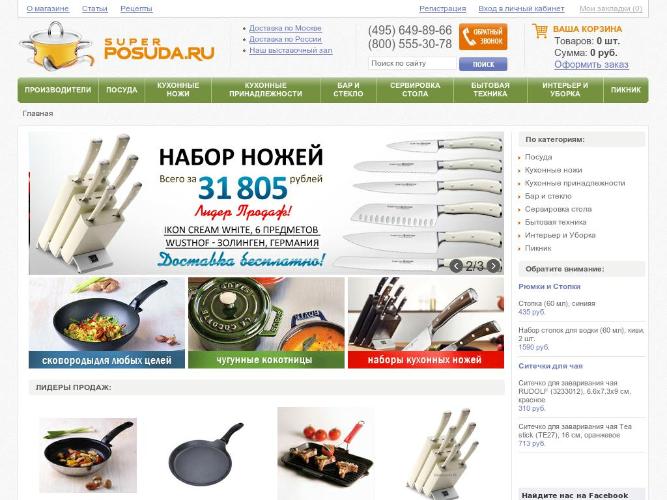 О магазине
Статьи
Рецепты
Регистрация
Вход в личный кабинет
Мои закладки (0)
SUPER
POSUDA.RU
Доставка по Москве
Доставка по России
Наш выставочный зал
(495) 649-89-66
(800) 555-30-78
ОБРАТНЫЙ
ЗВОНОК
Поиск по сайту
ПОИСК
ВАША КОРЗИНА
Товаров: 0 шт.
Сумма: 0 руб.
Оформить заказ
ПРОИЗВОДИТЕЛИ
ПОСУДА
КУХОННЫЕ
НОЖИ
КУХОННЫЕ
ПРИНАДЛЕЖНОСТИ
БАР И
СТЕКЛО
СЕРВИРОВКА
СТОЛА
БЫТОВАЯ
ТЕХНИКА
ИНТЕРЬЕР И
УБОРКА
ПИКНИК
Главная
НАБОР НОЖЕЙ
Всего за 31 805 рублей
Лидер Продаж!
IKON CREAM WHITE, 6 ПРЕДМЕТОВ
WUSTHOF - ЗОЛИНГЕН, ГЕРМАНИЯ
Доставка бесплатно!
2/3
сковородыдля любых целей
чугунные кокотницы
наборы кухонных ножей
ЛИДЕРЫ ПРОДАЖ:
По категориям:
Посуда
Кухонные ножи
Кухонные принадлежности
Бар и стекло
Сервировка стола
Бытовая техника
Интерьер и Уборка
Пикник
Обратите внимание:
Рюмки и Стопки
Стопка (60 мл), синияя
435 руб.
Набор стопок для водки (60 мл), киви,
2 шт.
1590 руб.
Ситечки для чая
Ситечко для заваривания чая
RUDOLF (3233012), 6.6х7,3х9 см,
красное
310 руб.
Ситечко для заваривания чая Tea
stick (TE27), 16 см, оранжевое
713 руб.
Найдите нас на Facebook